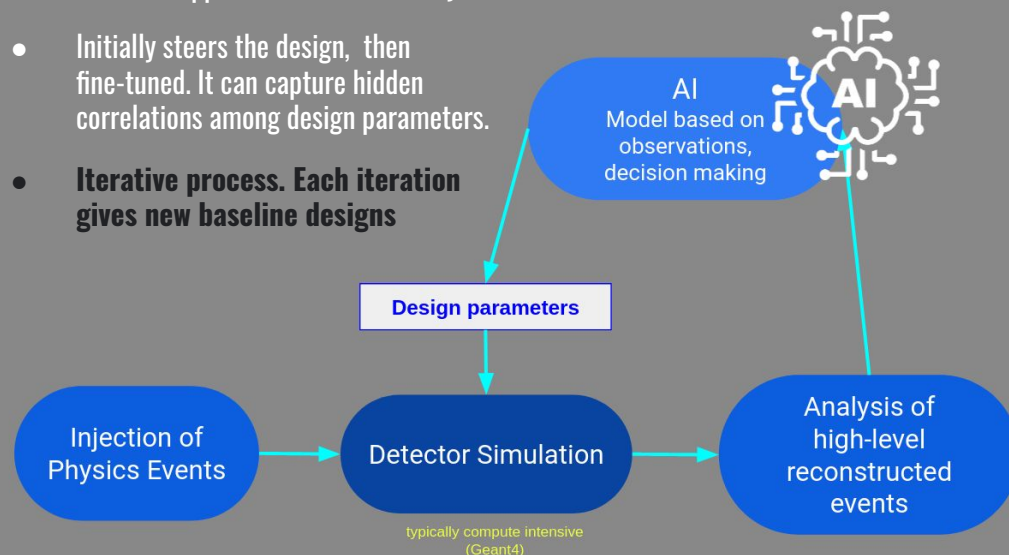 Initially steers the design, then
fine-tuned. It can capture hidden
correlations among design parameters.
Iterative process. Each iteration
gives new baseline designs
AI
Model based on
observations,
decision making
AI
Design parameters
Injection of
Physics Events
Detector Simulation
Analysis of
high-level
reconstructed
events
typically compute intensive
(Geant4)